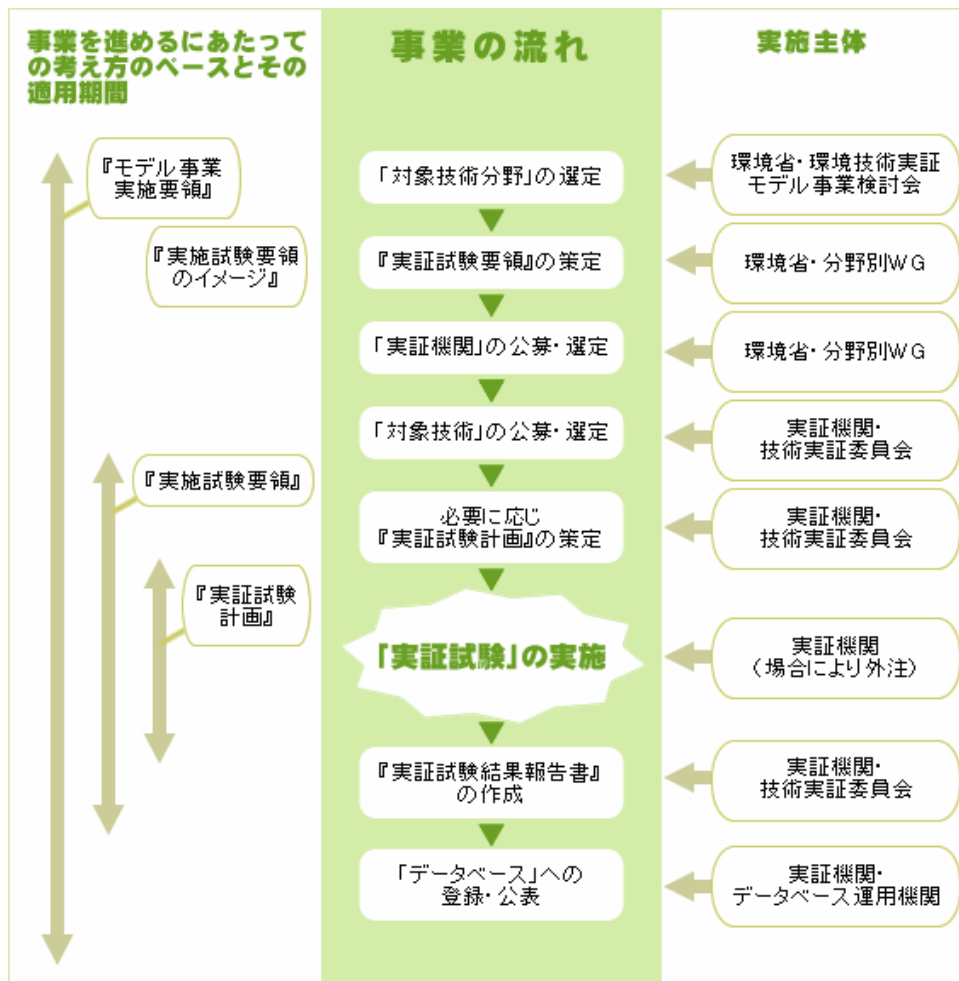 事業を進めるにあたって
の考え方のベースとその
適用期間
『モデル事業
実施要領』
『実施試験要領
のイメージ』
『実施試験要領』
『実証試験
計画』
事業の流れ
「対象技術分野」の選定
『実証試験要領』の策定
「実証機関」の公募・選定
「対象技術」の公募・選定
必要に応じ
『実証試験計画』の策定
「実証試験」の実施
『実証試験結果報告書』
の作成
「データベース」への
登録・公表
実施主体
環境省・環境技術実証
モデル事業検討会
環境省・分野別WG
環境省・分野別WG
実証機関・
技術実証委員会
実証機関・
技術実証委員会
実証機関
(場合により外注)
実証機関・
技術実証委員会
実証機関・
データベース運用機関